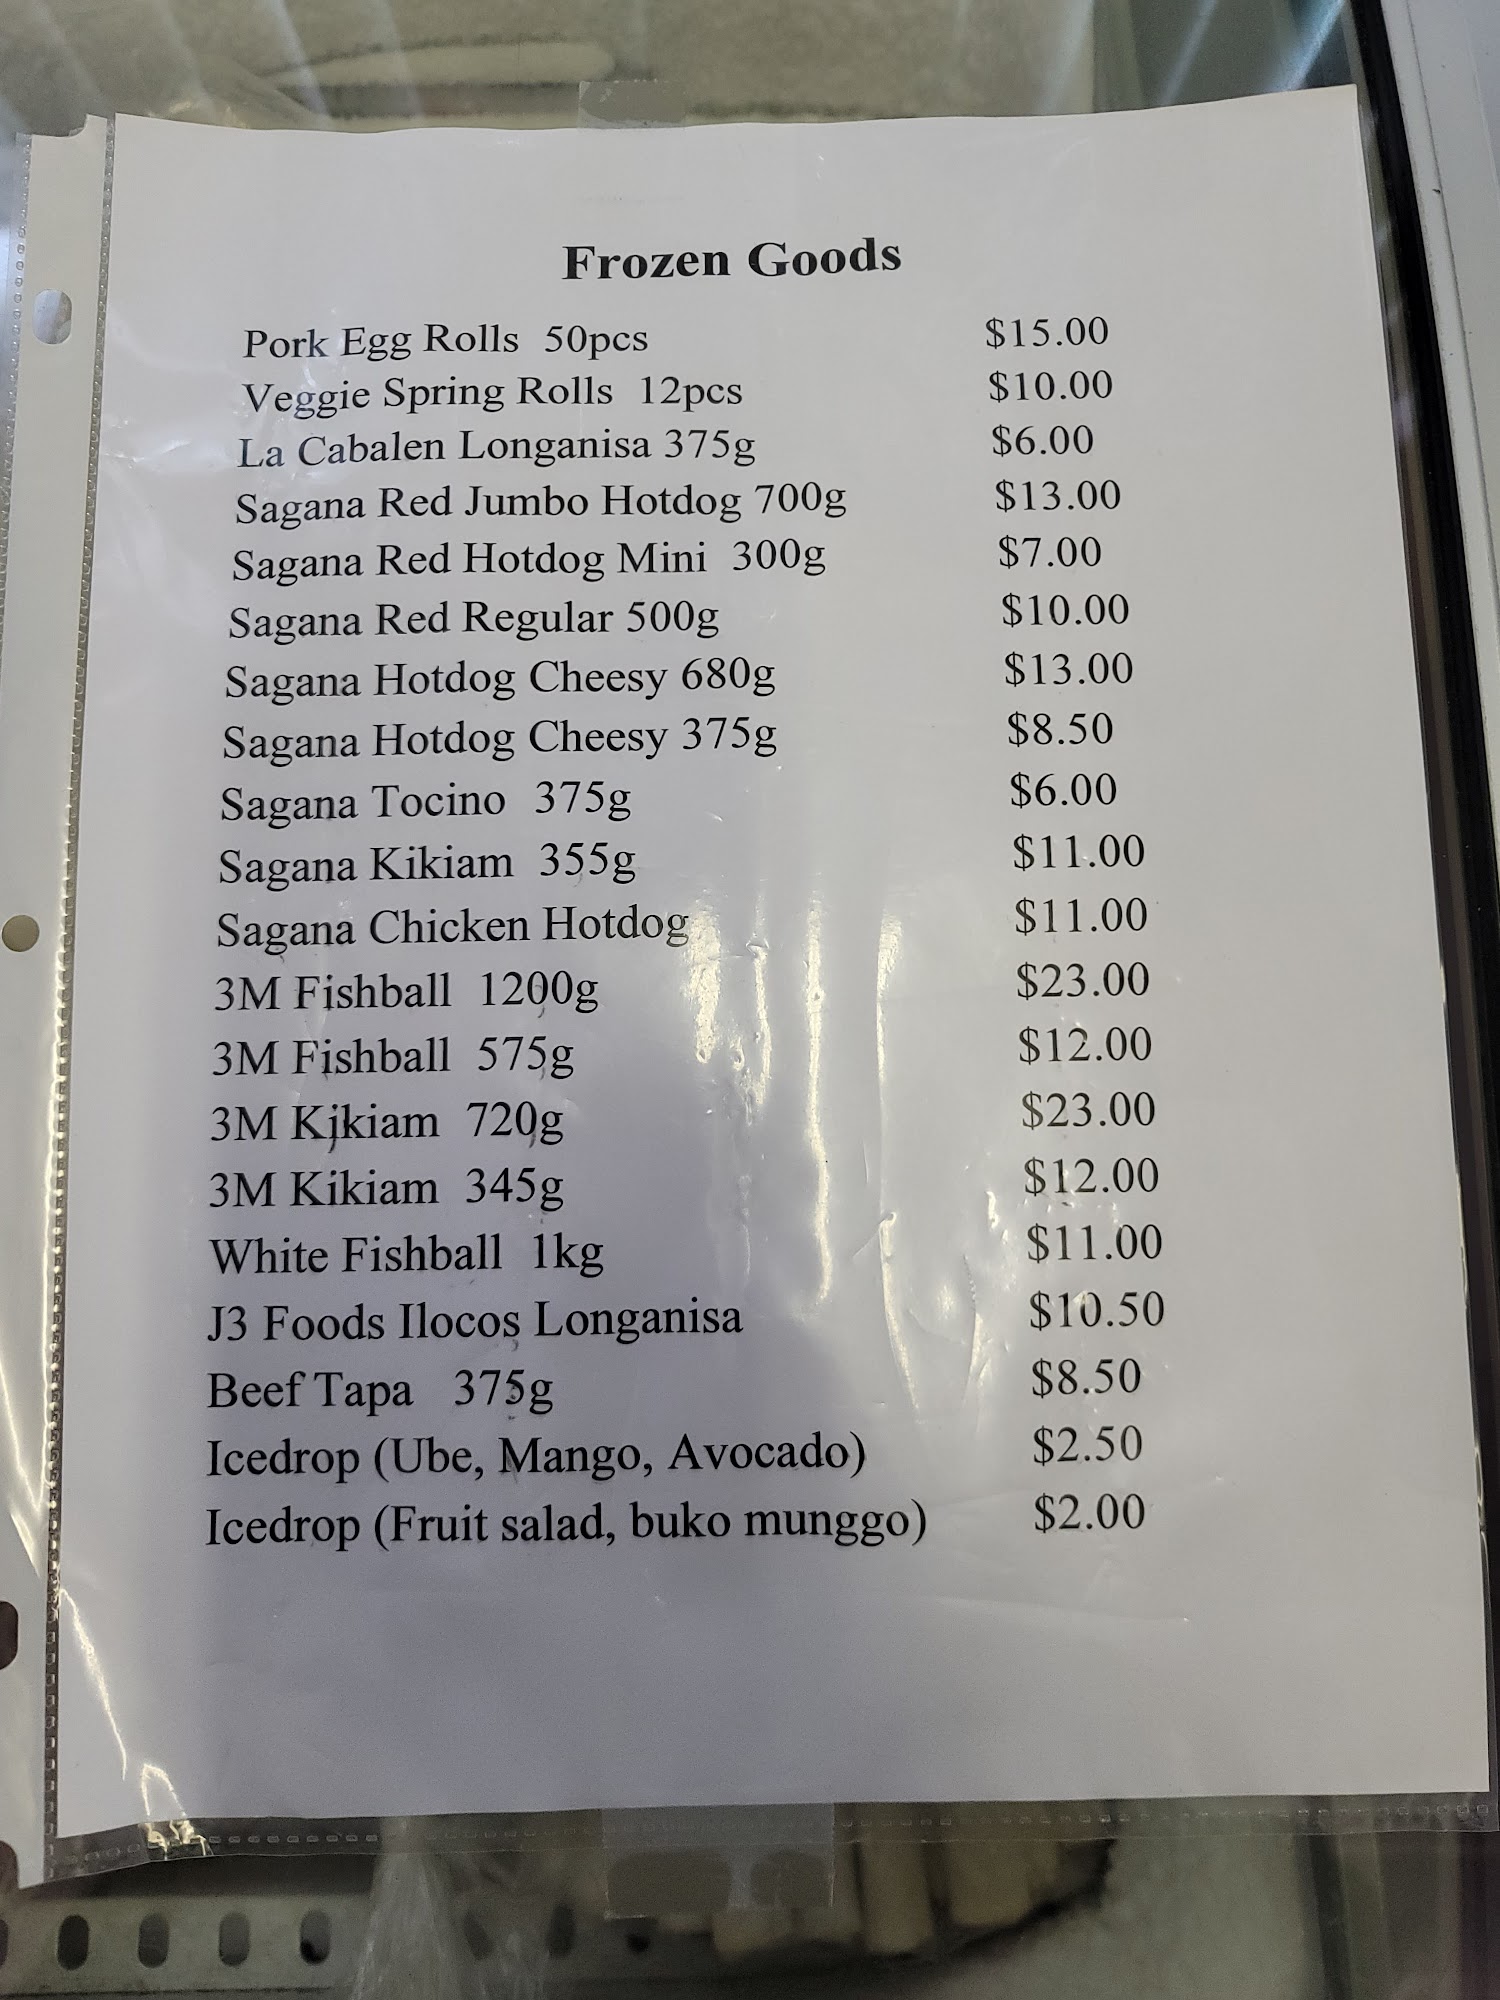 Frozen Goods
Pork Egg Rolls 50pcs $15.00
Veggie Spring Rolls 12pcs $10.00
La Cabalen Longanisa 375g $6.00
Sagana Red Jumbo Hotdog 700g $13.00
Sagana Red Hotdog Mini 300g $7.00
Sagana Red Regular 500g $10.00
Sagana Hotdog Cheesy 680g $13.00
Sagana Hotdog Cheesy 375g $8.50
Sagana Tocino 375g $6.00
Sagana Kikiam 355g $11.00
Sagana Chicken Hotdog $11.00
3M Fishball 1200g $23.00
3M Fishball 575g $12.00
3M Kikiam 720g $23.00
3M Kikiam 345g $12.00
White Fishball 1kg $11.00
J3 Foods Ilocos Longanisa $10.50
Beef Tapa 375g $8.50
Icedrop (Ube, Mango, Avocado) $2.50
Icedrop (Fruit salad, buko munggo) $2.00